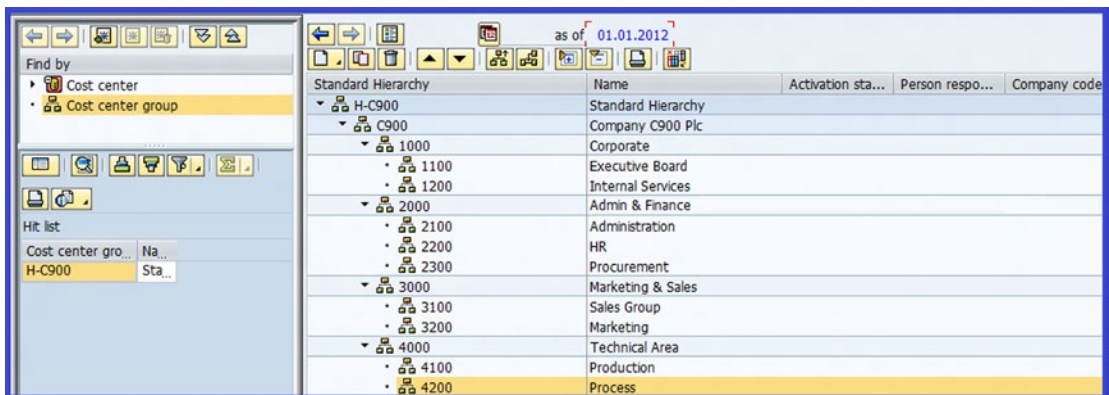 as of 01.01.2012
Find by
Cost center
Cost center group
Hit list
Cost center gro... Na...
H-C900 Sta...
Standard Hierarchy Name Activation sta... Person respo... Company code
H-C900 Standard Hierarchy
C900 Company C900 Plc
1000 Corporate
1100 Executive Board
1200 Internal Services
2000 Admin & Finance
2100 Administration
2200 HR
2300 Procurement
3000 Marketing & Sales
3100 Sales Group
3200 Marketing
4000 Technical Area
4100 Production
4200 Process